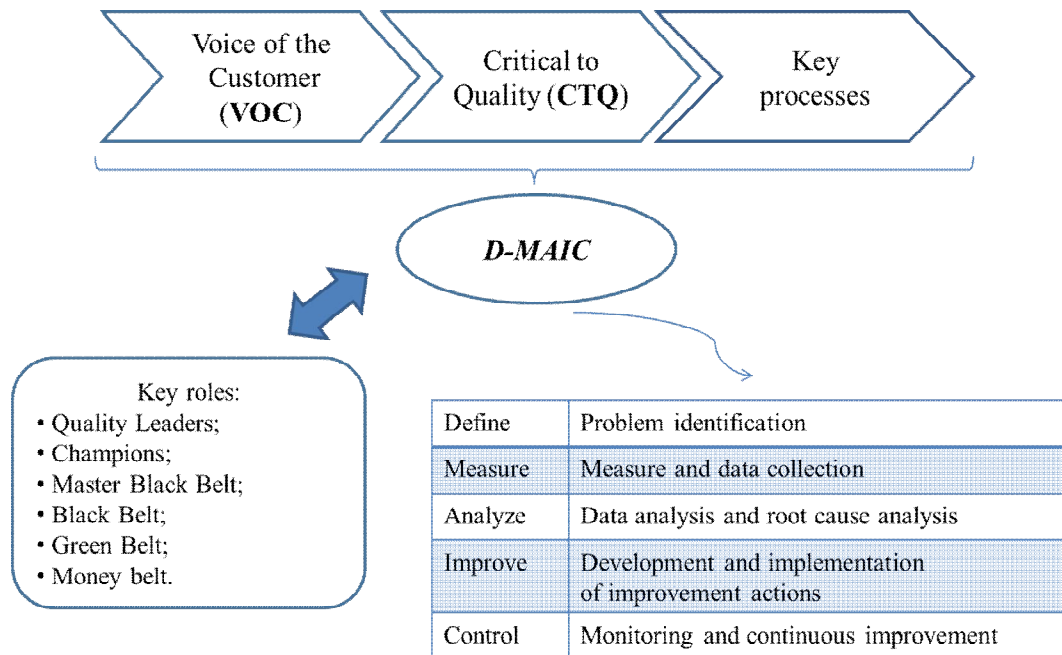 Voice of the
Customer
(VOC)
Critical to
Quality (CTQ)
Key
processes
D-MAIC
Key roles:
• Quality Leaders;
• Champions;
• Master Black Belt;
• Black Belt;
• Green Belt;
• Money belt.
Define Problem identification
Measure Measure and data collection
Analyze Data analysis and root cause analysis
Improve Development and implementation
of improvement actions
Control Monitoring and continuous improvement